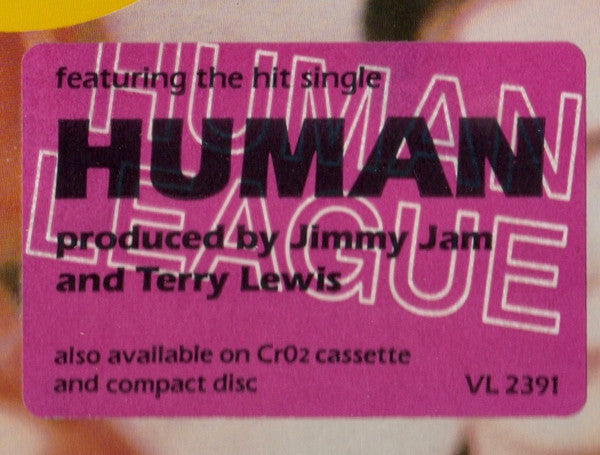 featuring the hit single
HUMAN
HUMAN
LEAGUE
produced by Jimmy Jam
and Terry Lewis
also available on CrO2 cassette
and compact disc
VL 2391